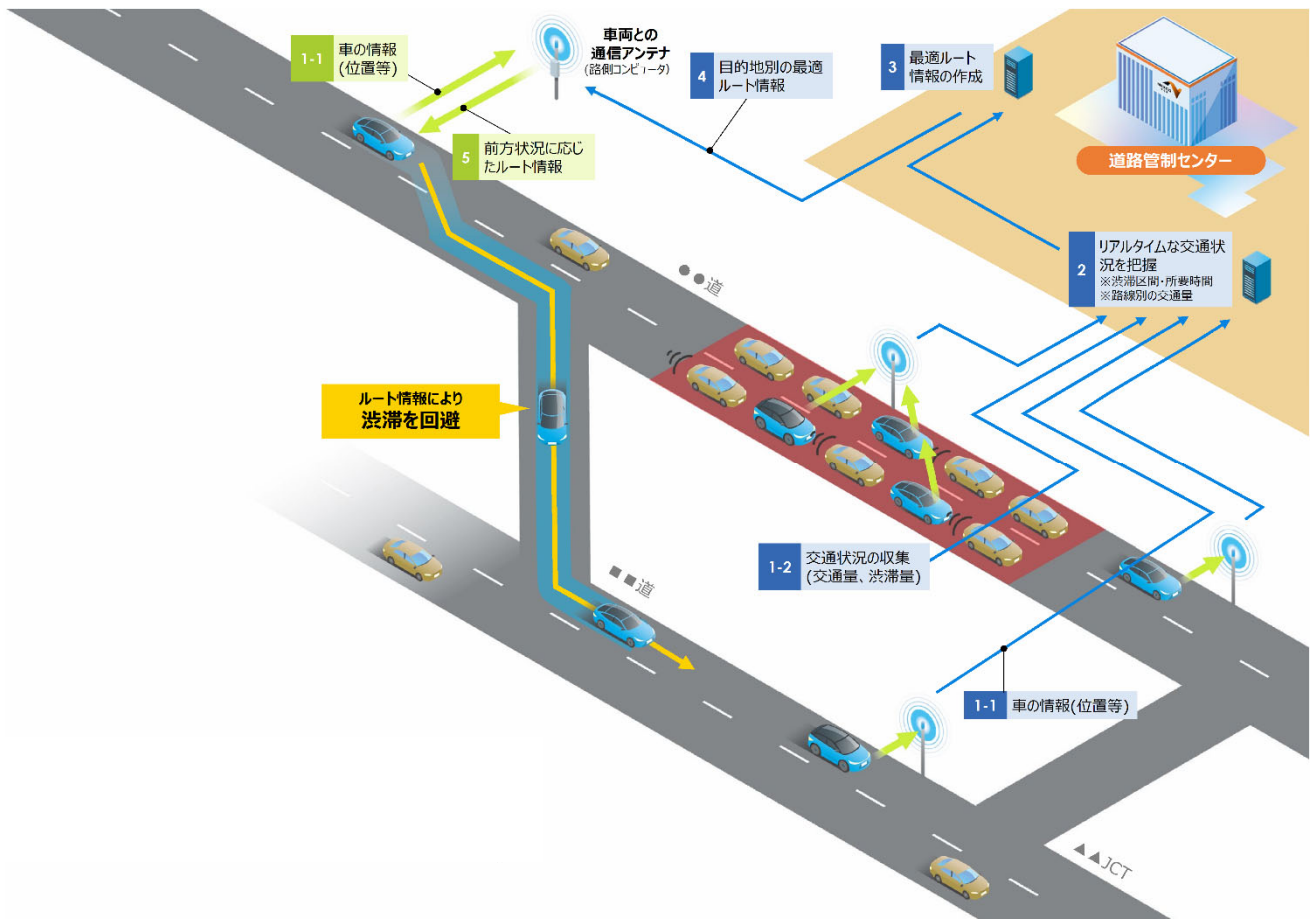 1-1
車の情報
(位置等)
車両との
通信アンテナ
(路側コンピュータ)
4
目的地別の最適
ルート情報
3
最適ルート
情報の作成
道路管制センター
5
前方状況に応じ
たルート情報
●●道
2
リアルタイムな交通状
況を把握
※渋滞区間・所要時間
※路線別の交通量
ルート情報により
渋滞を回避
1-2
交通状況の収集
(交通量、渋滞量)
■■道
1-1
車の情報(位置等)
▲▲JCT